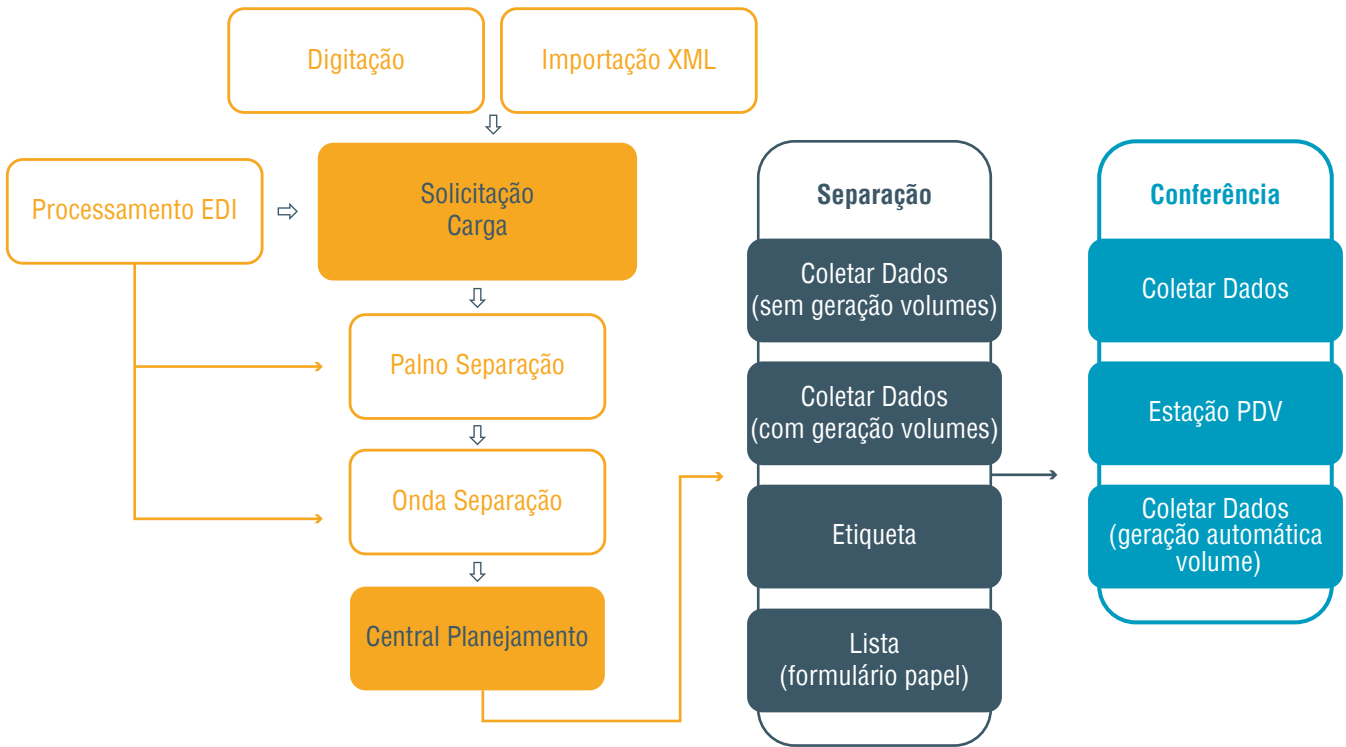 Digitação
Importação XML
Processamento EDI
Solicitação
Carga
Palno Separação
Onda Separação
Central Planejamento
Separação
Coletar Dados
(sem geração volumes)
Coletar Dados
(com geração volumes)
Etiqueta
Lista
(formulário papel)
Conferência
Coletar Dados
Estação PDV
Coletar Dados
(geração automática
volume)